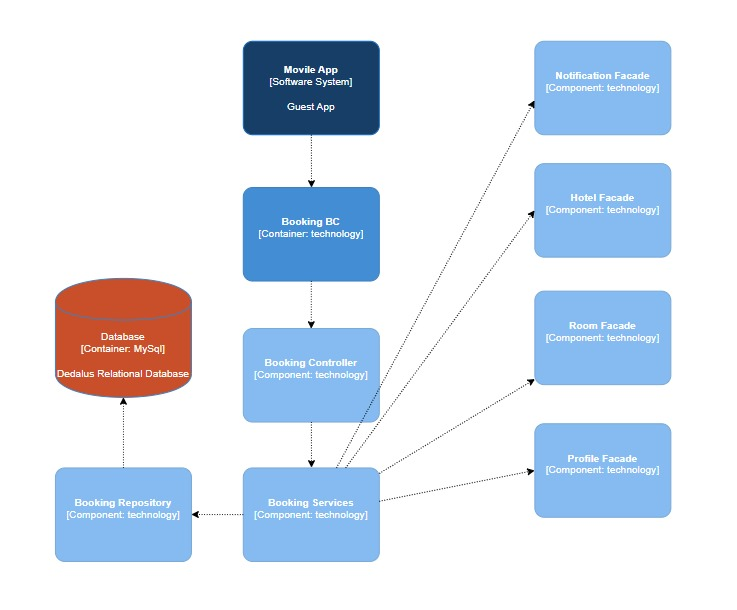 Movile App
[Software System]
Guest App
Notification Facade
[Component: technology]
Booking BC
[Container: technology]
Hotel Facade
[Component: technology]
Database
[Container: MySql]
Dedalus Relational Database
Booking Controller
[Component: technology]
Room Facade
[Component: technology]
Profile Facade
[Component: technology]
Booking Repository
[Component: technology]
Booking Services
[Component: technology]